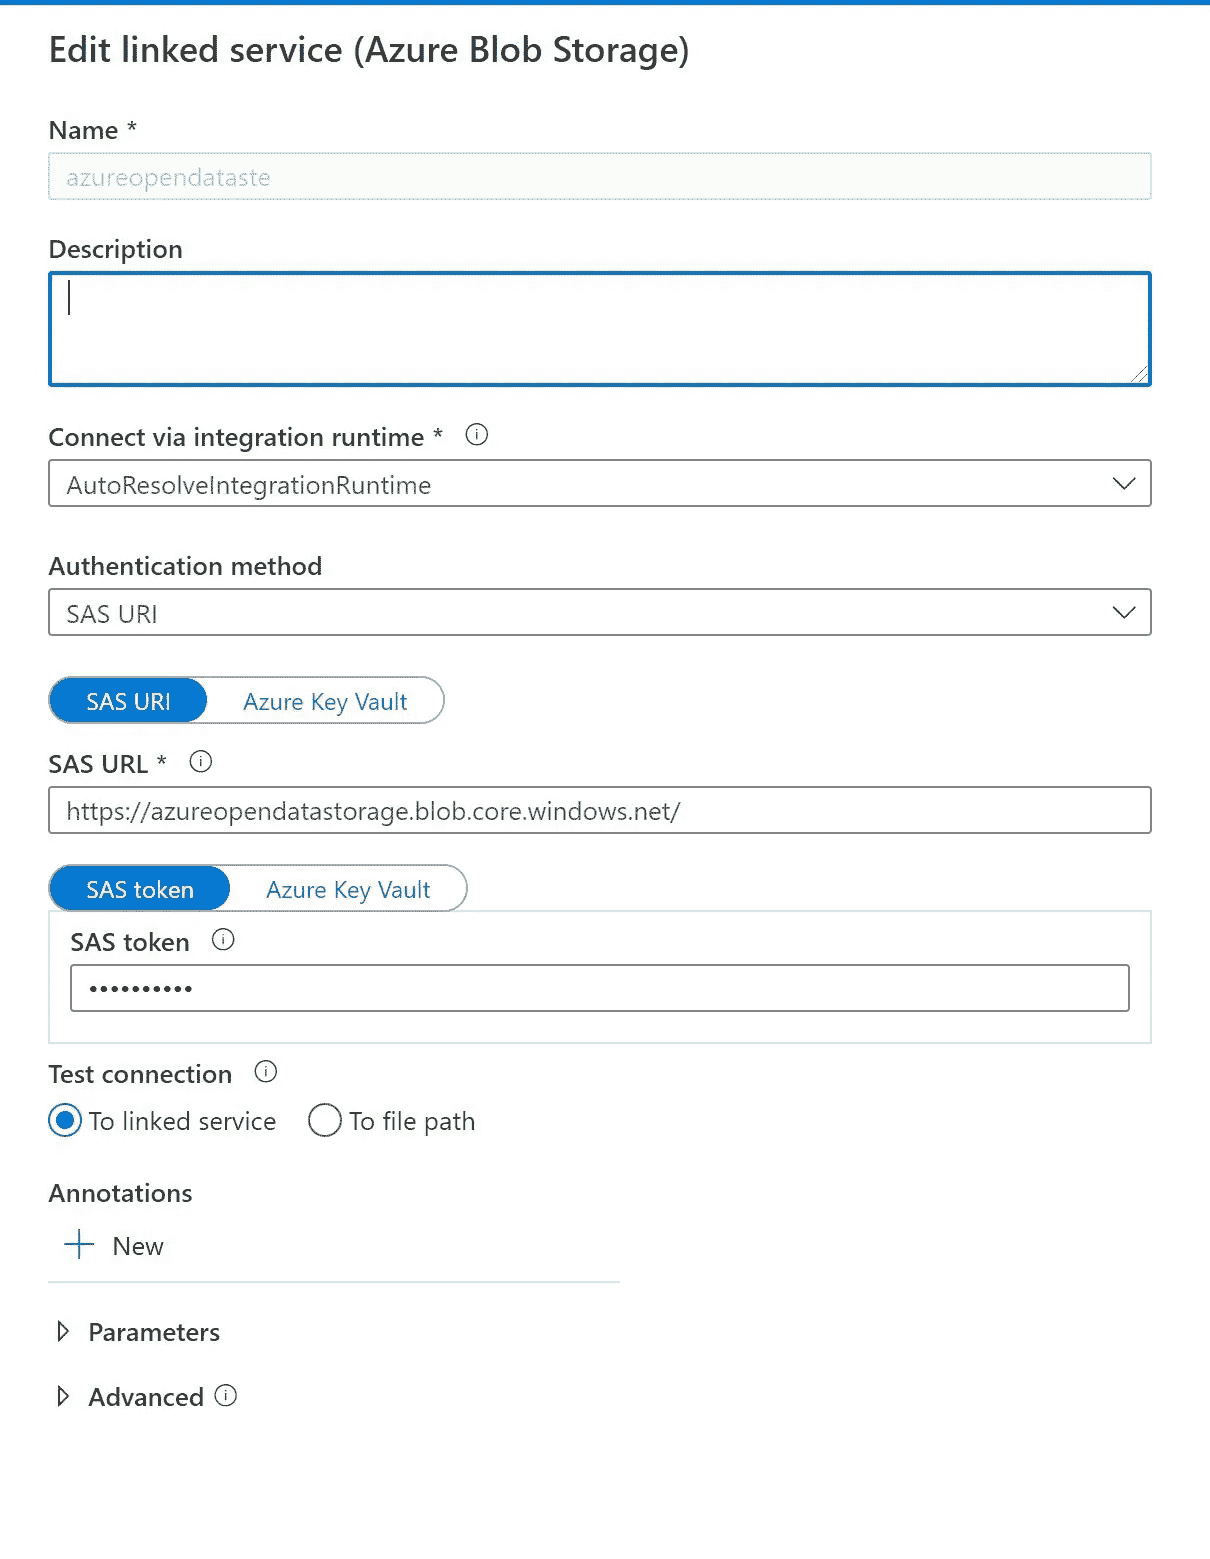 Edit linked service (Azure Blob Storage)
Name *
azureopendataste
Description
Connect via integration runtime *
AutoResolveIntegrationRuntime
Authentication method
SAS URI
SAS URI Azure Key Vault
SAS URL *
https://azureopendatastorage.blob.core.windows.net/
SAS token Azure Key Vault
SAS token
••••••••••
Test connection
To linked service To file path
Annotations
New
Parameters
Advanced